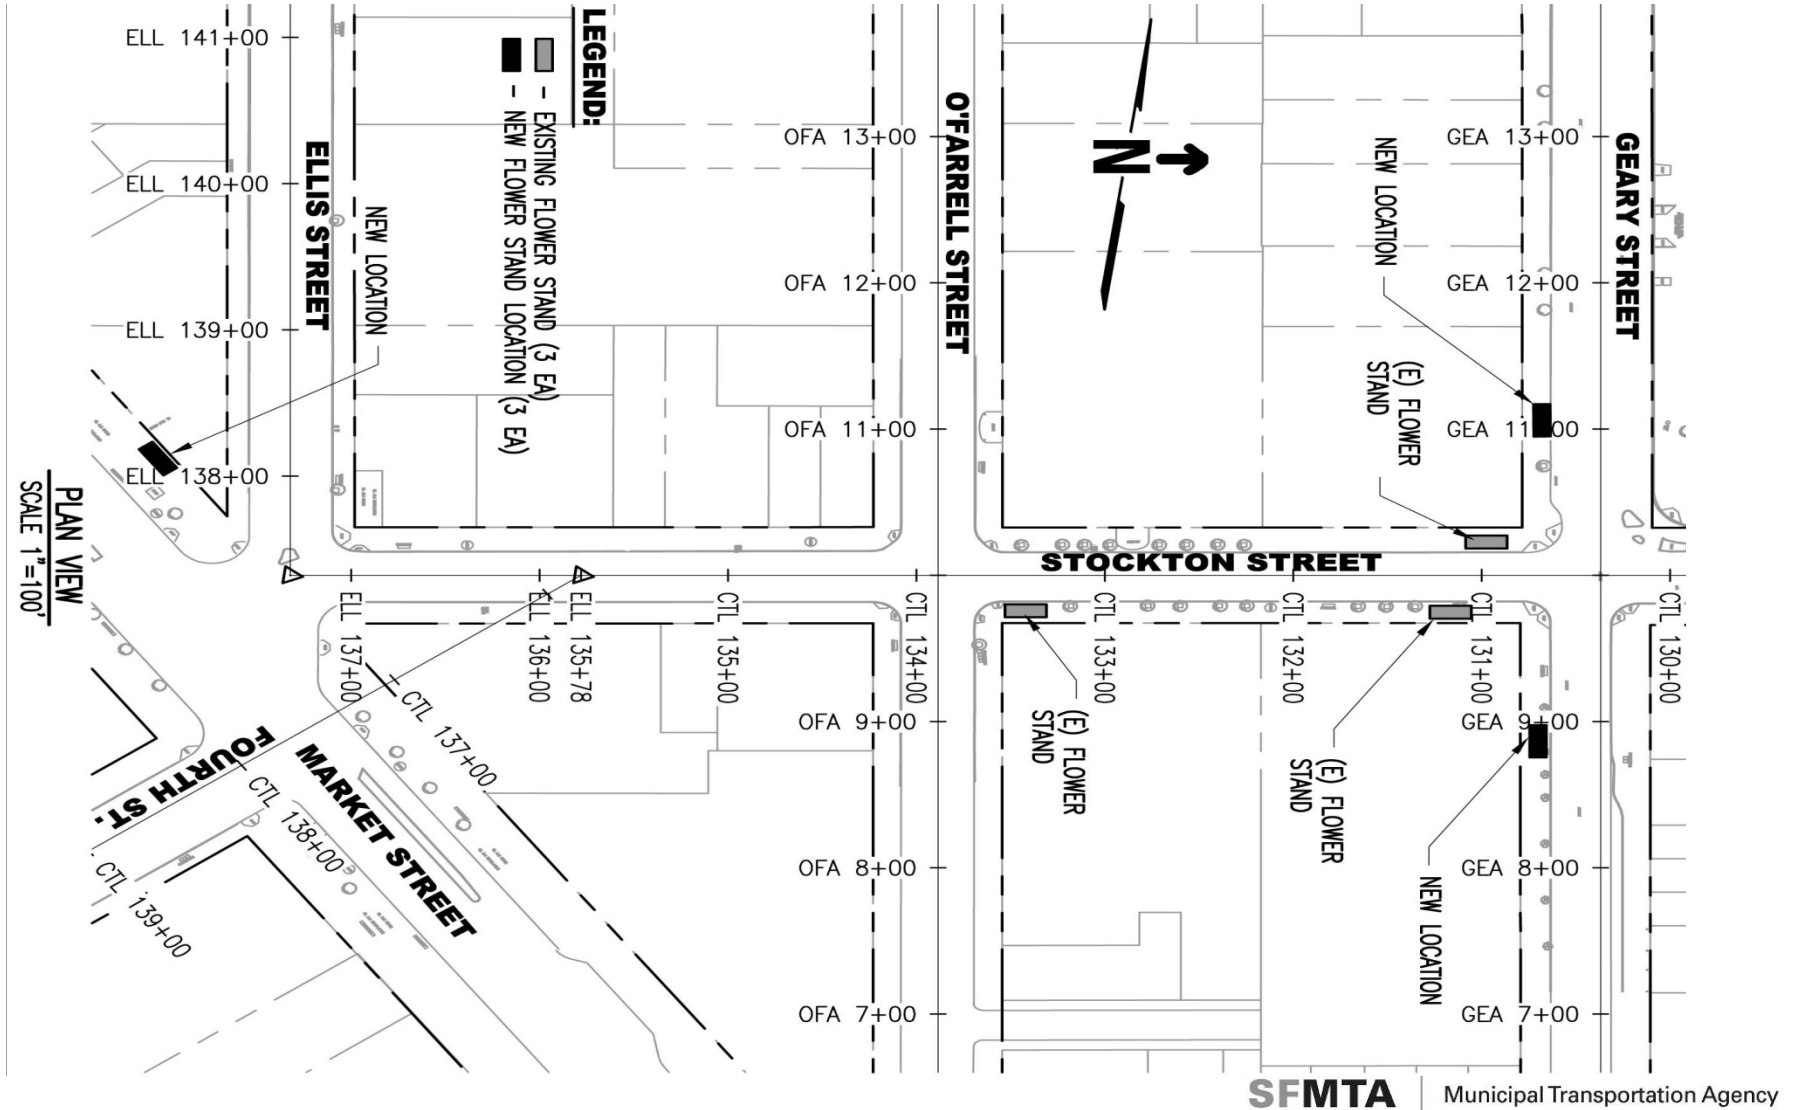 ELL 141+00
ELL 140+00
ELL 139+00
ELL 138+00
ELLIS STREET
NEW LOCATION
LEGEND:
- EXISTING FLOWER STAND (3 EA)
- NEW FLOWER STAND LOCATION (3 EA)
OFA 13+00
OFA 12+00
OFA 11+00
O'FARRELL STREET
N
NEW LOCATION
(E) FLOWER
STAND
GEA 13+00
GEA 12+00
GEA 11+00
GEARY STREET
PLAN VIEW
SCALE 1"=100'
STOCKTON STREET
ELL 137+00
ELL 136+00
ELL 135+78
CTL 135+00
CTL 134+00
CTL 133+00
CTL 132+00
CTL 131+00
CTL 130+00
(E) FLOWER
STAND
(E) FLOWER
STAND
NEW LOCATION
OFA 9+00
OFA 8+00
OFA 7+00
GEA 9+00
GEA 8+00
GEA 7+00
FOURTH ST.
MARKET STREET
CTL 137+00
CTL 138+00
CTL 139+00
SFMTA
Municipal Transportation Agency